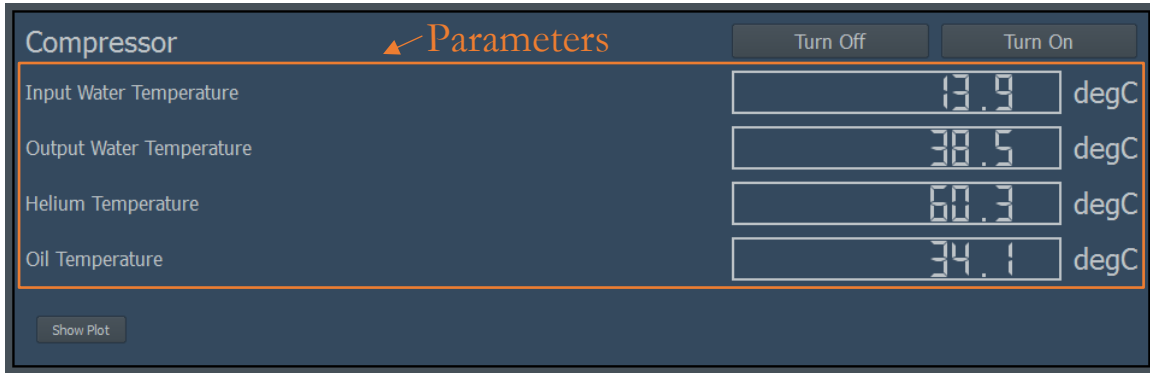 Compressor Parameters Turn Off Turn On
Input Water Temperature 13.9 degC
Output Water Temperature 38.5 degC
Helium Temperature 60.3 degC
Oil Temperature 34.1 degC
Show Plot